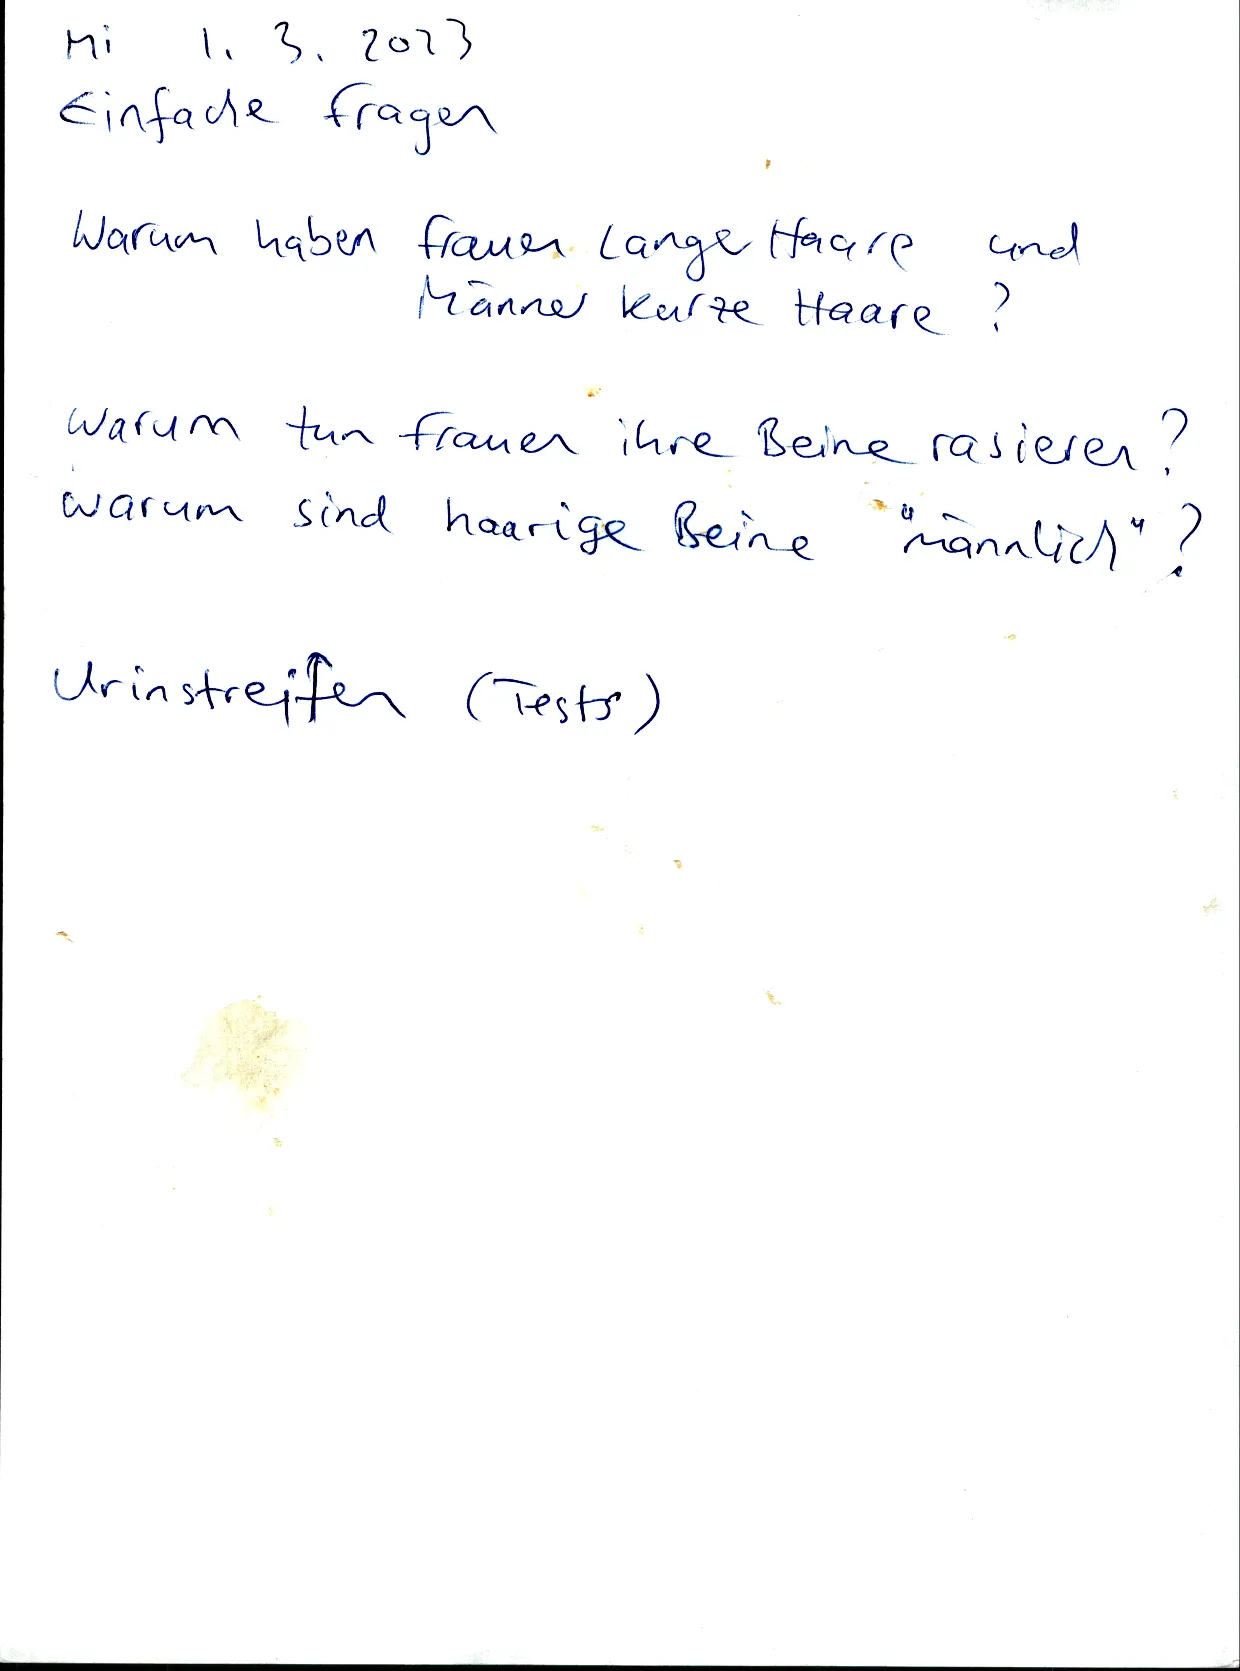 Mi 1. 3. 2023
Einfache Fragen
Warum haben Frauen Lange Haare und
Männer kurze Haare ?
Warum tun Frauen ihre Beine rasieren ?
Warum sind haarige Beine "männlich" ?
Urinstreifen (Tests)